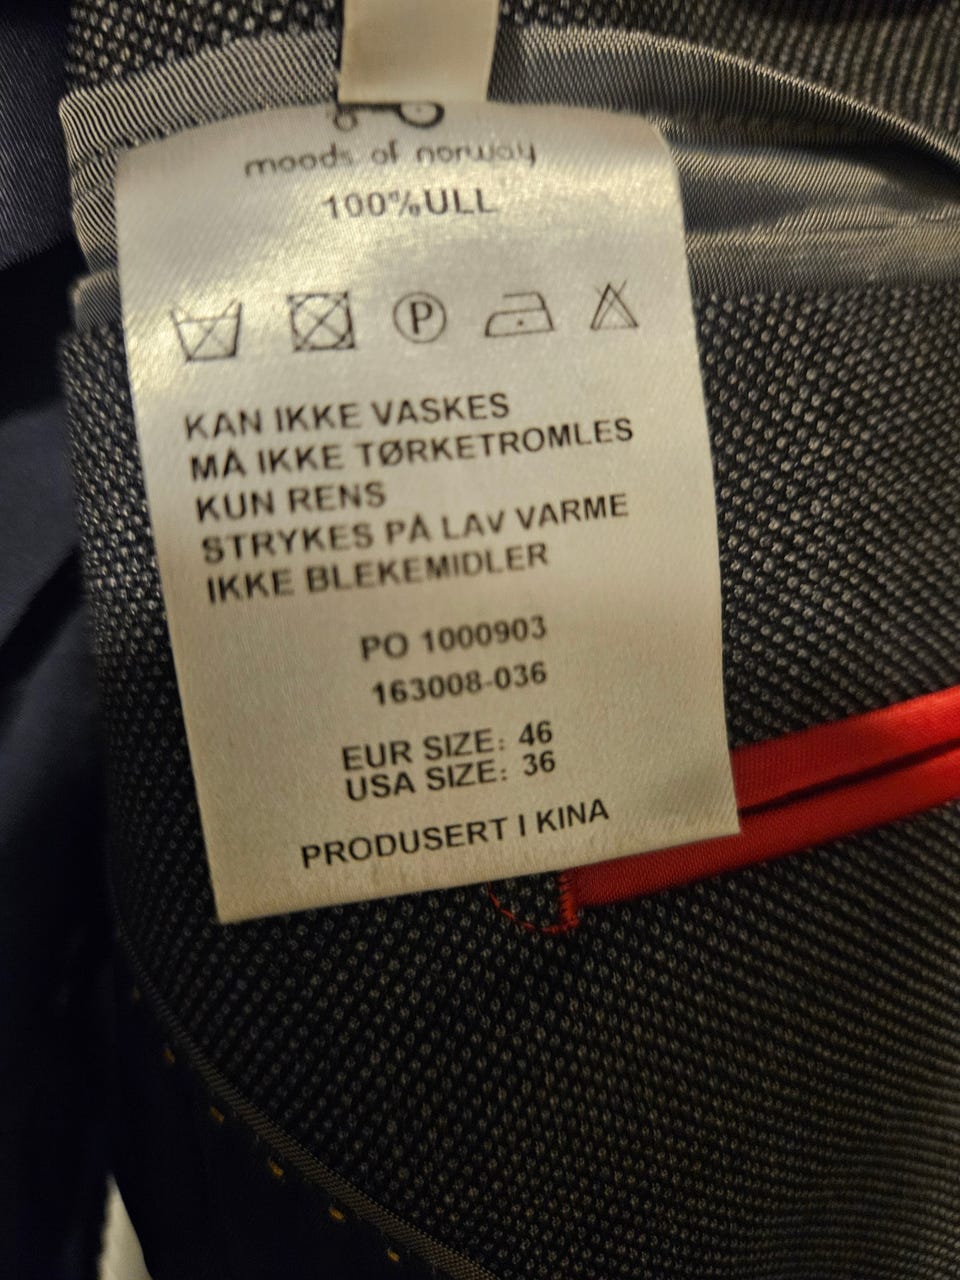 moods of norway
100%ULL
P
KAN IKKE VASKES
MÅ IKKE TØRKETROMLES
KUN RENS
STRYKES PÅ LAV VARME
IKKE BLEKEMIDLER
PO 1000903
163008-036
EUR SIZE: 46
USA SIZE: 36
PRODUSERT I KINA